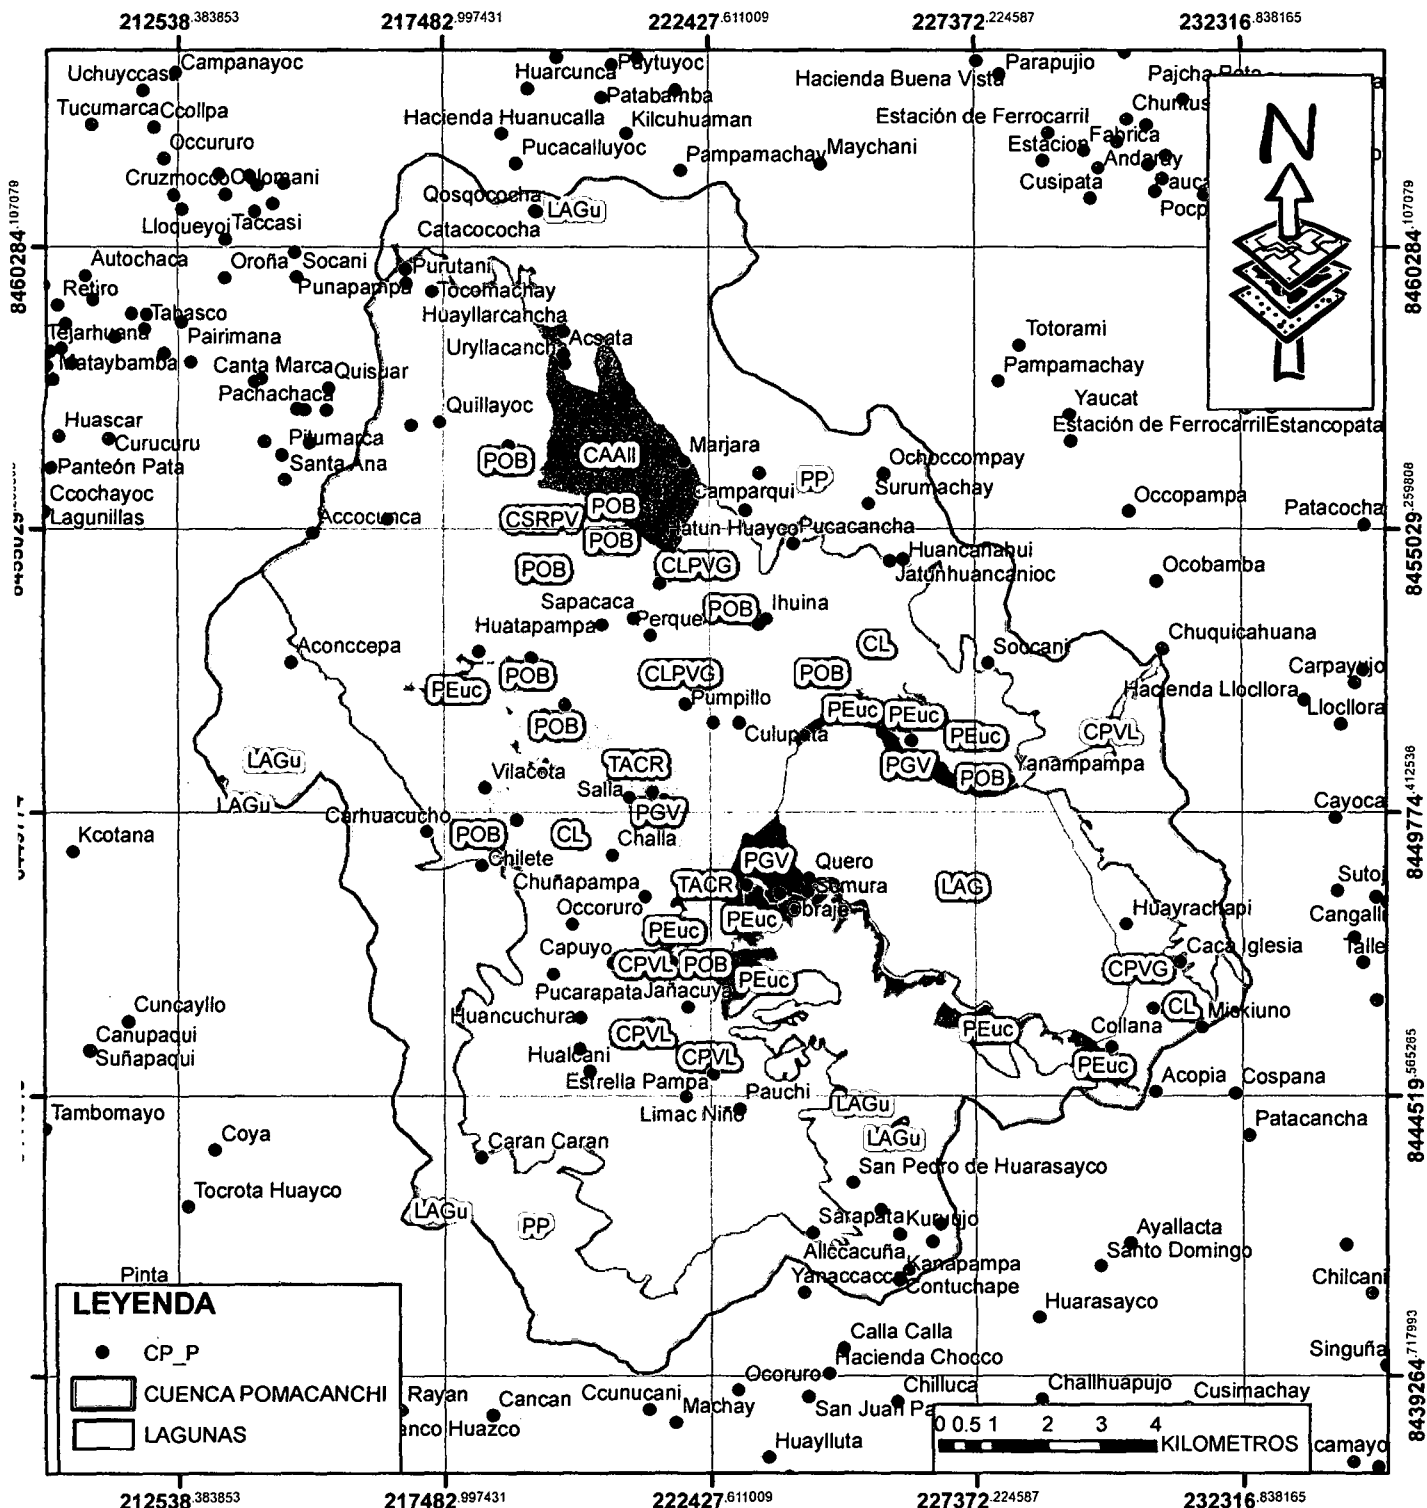 212538.383853 217482.997431 222427.611009 227372.224587 232316.838165
Campanayoc
Uchuyccasa
Huarcunca
Paytuyoc
Hacienda Buena Vista
Parapujio
Tucumarca
Ccollpa
Patabamba
Hacienda Huanucalla
Kilcuhuaman
Estación de Ferrocarril
Fabrica
Occururo
Pucacalluyoc
Pampamachay
Maychani
Estacion
Andaray
Cruzmocco
Cusipata
Qosqococha
LAGu
Lloqueyoj
Taccasi
Catacococha
8460284.107079
8460284.107079
Autochaca
Oroña
Socani
Purutani
Retiro
Punapampa
Tocomachay
Tabasco
Huayllarcancha
Tejarhuana
Pairimana
Acsata
Totorami
Mataybamba
Canta Marca
Quisuar
Uryllacancha
Pampamachay
Pachachaca
Quillayoc
Yaucat
Huascar
Curucuru
Pitumarca
POB
CAAII
Marjara
Estación de Ferrocarril
Estancopata
Panteón Pata
Santa Ana
PP
Ochoccompay
Ccochayoc
Camparqui
Surumachay
Lagunillas
Accocunca
CSRPV
POB
Occopampa
Patacocha
POB
Hatun Huayco
Pucacancha
POB
CLPVG
Huancanahui
Jatunhuancanioc
Ocobamba
Sapacaca
Perque
POB
Ihuina
Huatapampa
CL
Chuquicahuana
Aconccepa
POB
CLPVG
POB
Soocani
Carpayujo
PEuc
Hacienda Llocllora
Pumpillo
PEuc
PEuc
Llocllora
POB
Culupata
PEuc
CPVL
LAGu
TACR
PGV
POB
Yanampampa
Vilacota
LAGu
Salla
PGV
8449774.412538
Cayoca
Carhuacucho
POB
CL
Challa
Kcotana
Chilete
PGV
Quero
Chuñapampa
TACR
Sumura
LAG
Obraje
Occoruro
PEuc
Huayrachapi
Cangalli
PEuc
Capuyo
Caca Iglesia
CPVL
POB
PEuc
CPVG
Cuncayllo
Pucarapata
Jañacuya
CL
Huancuchura
Canupaqui
CPVL
PEuc
Collana
Suñapaqui
Hualcani
CPVL
PEuc
Estrella Pampa
Pauchi
Acopia
Cospana
Limac Niño
LAGu
8444519.565265
Tambomayo
LAGu
Patacancha
Coya
Caran Caran
San Pedro de Huarasayco
Tocrota Huayco
LAGu
PP
Sarapata
Kurutujo
Ayallacta
Santo Domingo
Allccacuña
Kanapampa
Pinta
Contuchape
Chilcani
Huarasayco
LEYENDA
CP_P
CUENCA POMACANCHI
LAGUNAS
Calla Calla
Hacienda Chocco
Singuña
Ocoruro
8439264.717993
Rayan
Cancan
Ccunucani
Machay
Chilluca
Challhuapujo
Cusimachay
San Juan Pa
Huaylluta
0 0.5 1 2 3 4
KILOMETROS
camayo
212538.383853 217482.997431 222427.611009 227372.224587 232316.838165